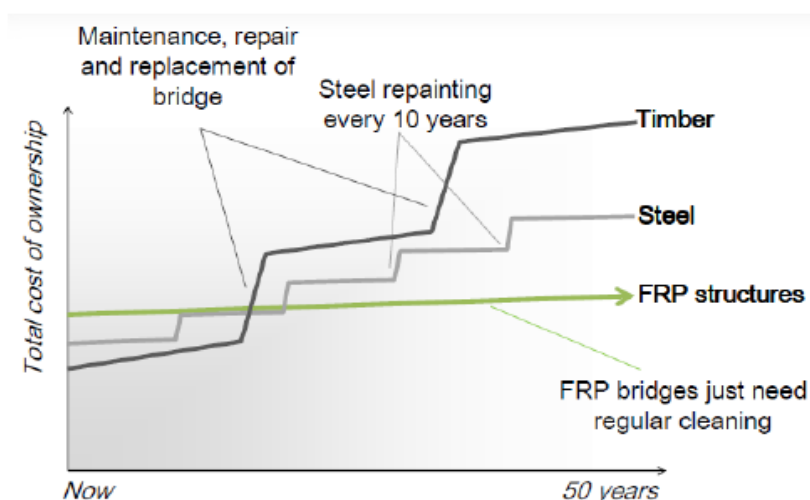 Maintenance, repair
and replacement of
bridge
Steel repainting
every 10 years
Timber
Steel
FRP structures
FRP bridges just need
regular cleaning
Total cost of ownership
Now
50 years